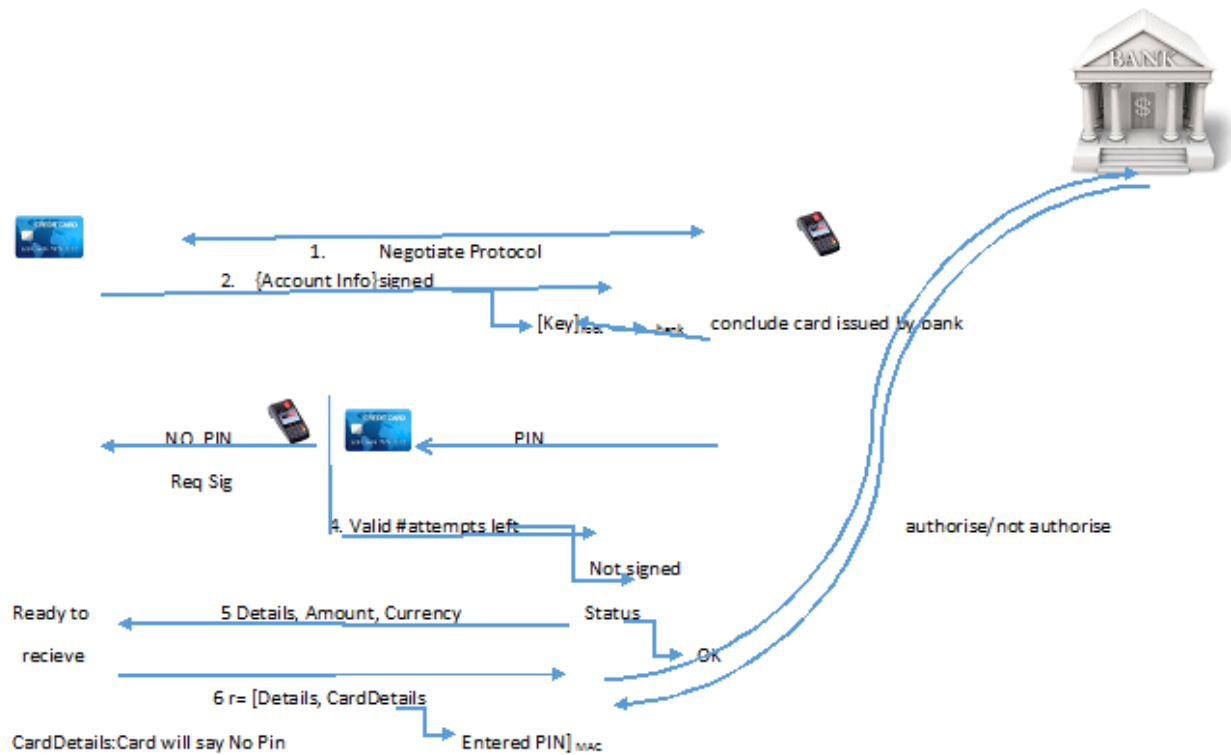 BANK
$
CREDIT CARD
1. Negotiate Protocol
2. {Account Info}signed
[Key] bank conclude card issued by bank
CREDIT CARD
NO PIN PIN
Req Sig
4. Valid #attempts left authorise/not authorise
Not signed
Ready to 5 Details, Amount, Currency Status
recieve OK
6 r= [Details, CardDetails
CardDetails:Card will say No Pin Entered PIN] MAC